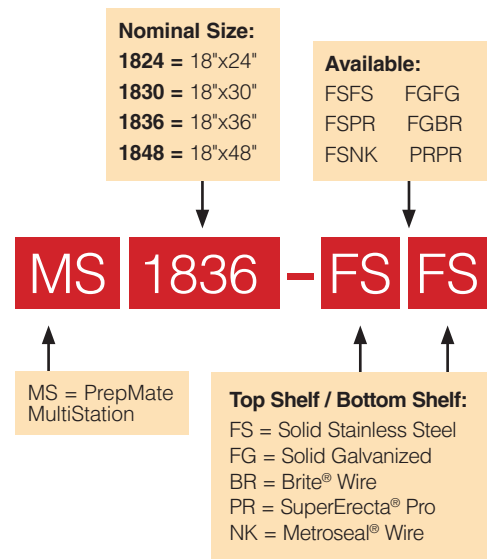 Nominal Size:
1824 = 18"x24"
1830 = 18"x30"
1836 = 18"x36"
1848 = 18"x48"
Available:
FSFS FGFG
FSPR FGBR
FSNK PRPR
MS 1836 – FS FS
MS = PrepMate
MultiStation
Top Shelf / Bottom Shelf:
FS = Solid Stainless Steel
FG = Solid Galvanized
BR = Brite® Wire
PR = SuperErecta® Pro
NK = Metroseal® Wire